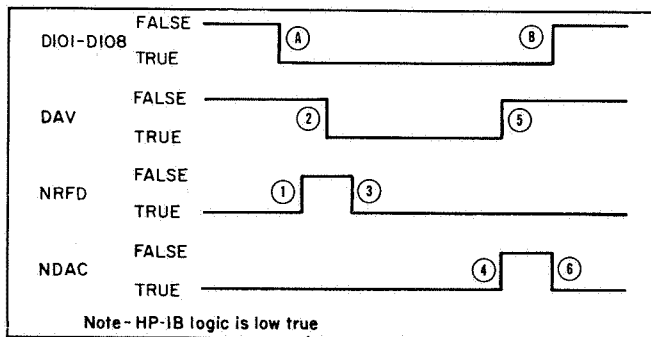 FALSE
DIO1-DIO8
TRUE
A
B
FALSE
DAV
TRUE
2
5
FALSE
NRFD
TRUE
1
3
FALSE
NDAC
TRUE
4
6
Note-HP-IB logic is low true